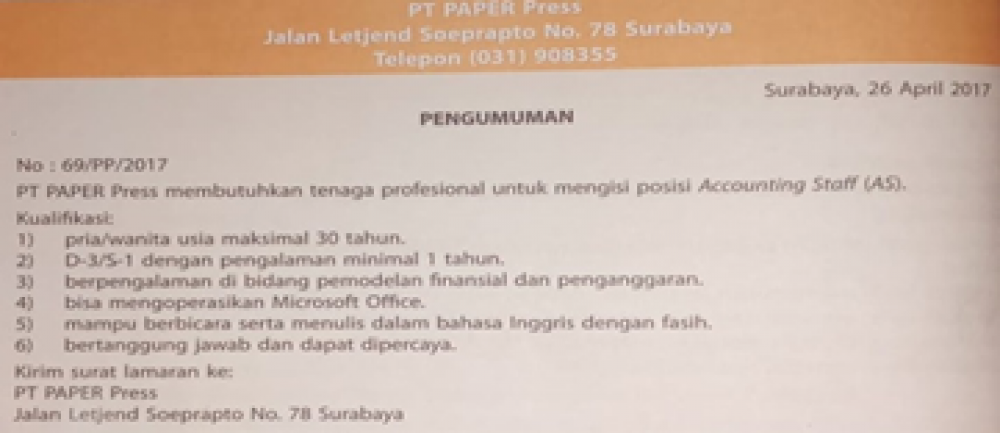 PT PAPER Press
Jalan Letjend Soeprapto No. 78 Surabaya
Telepon (031) 908355
Surabaya, 26 April 2017
PENGUMUMAN
No : 69/PP/2017
PT PAPER Press membutuhkan tenaga profesional untuk mengisi posisi Accounting Staff (AS).
Kualifikasi:
1) pria/wanita usia maksimal 30 tahun.
2) D-3/S-1 dengan pengalaman minimal 1 tahun.
3) berpengalaman di bidang pemodelan finansial dan penganggaran.
4) bisa mengoperasikan Microsoft Office.
5) mampu berbicara serta menulis dalam bahasa Inggris dengan fasih.
6) bertanggung jawab dan dapat dipercaya.
Kirim surat lamaran ke:
PT PAPER Press
Jalan Letjend Soeprapto No. 78 Surabaya